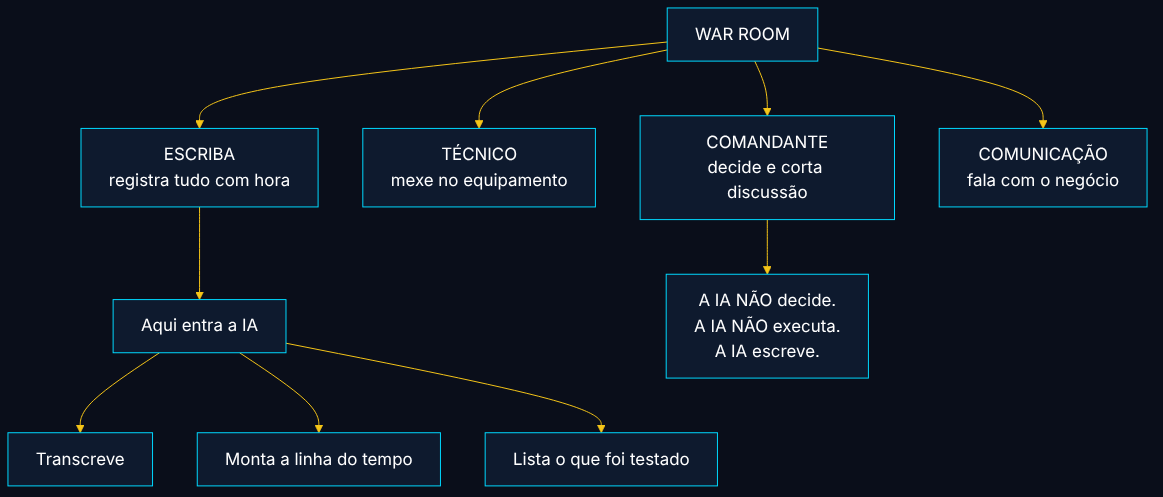 WAR ROOM
ESCRIBA
registra tudo com hora
TÉCNICO
mexe no equipamento
COMANDANTE
decide e corta
discussão
COMUNICAÇÃO
fala com o negócio
Aqui entra a IA
A IA NÃO decide.
A IA NÃO executa.
A IA escreve.
Transcreve
Monta a linha do tempo
Lista o que foi testado